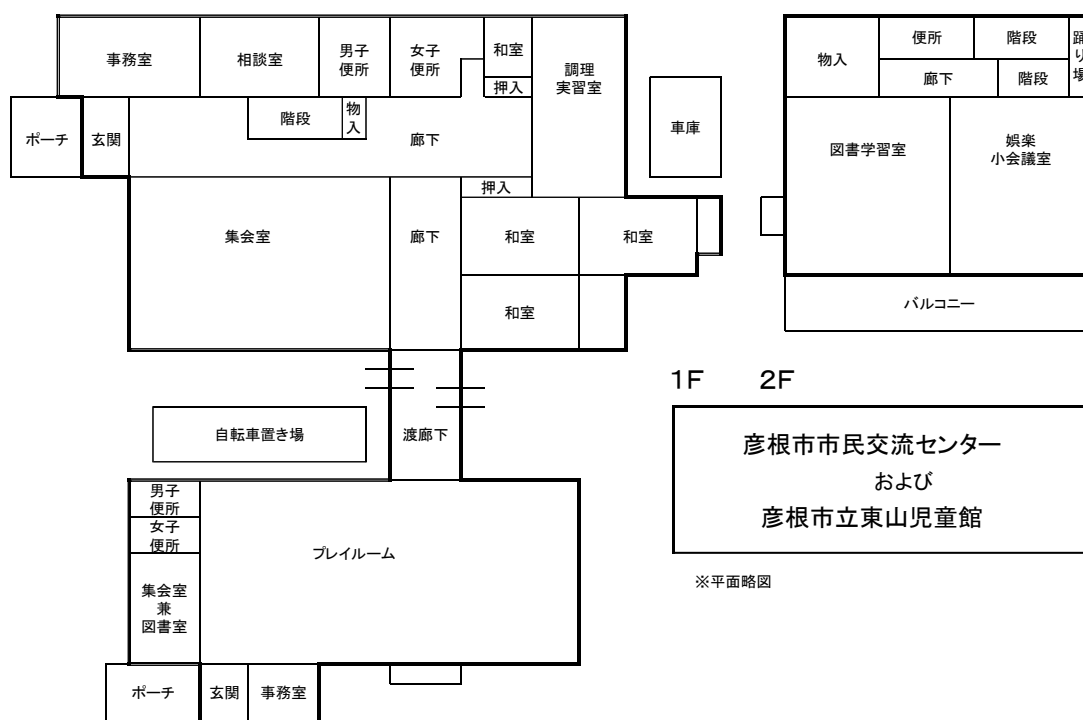 事務室
相談室
男子
便所
女子
便所
和室
押入
調理
実習室
ポーチ
玄関
階段
物
入
廊下
車庫
集会室
廊下
押入
和室
和室
和室
物入
便所
階段
踊
り
場
廊下
階段
図書学習室
娯楽
小会議室
バルコニー
1F 2F
自転車置き場
渡廊下
彦根市市民交流センター
および
彦根市立東山児童館
※平面略図
男子
便所
女子
便所
プレイルーム
集会室
兼
図書室
ポーチ
玄関
事務室